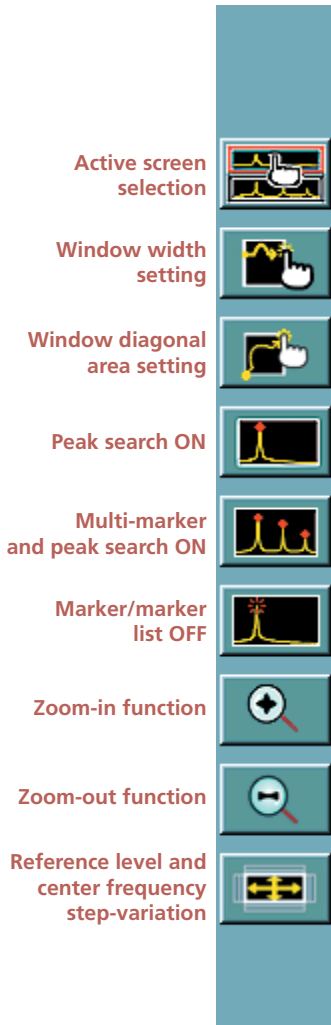 Active screen
selection
Window width
setting
Window diagonal
area setting
Peak search ON
Multi-marker
and peak search ON
Marker/marker
list OFF
Zoom-in function
Zoom-out function
Reference level and
center frequency
step-variation